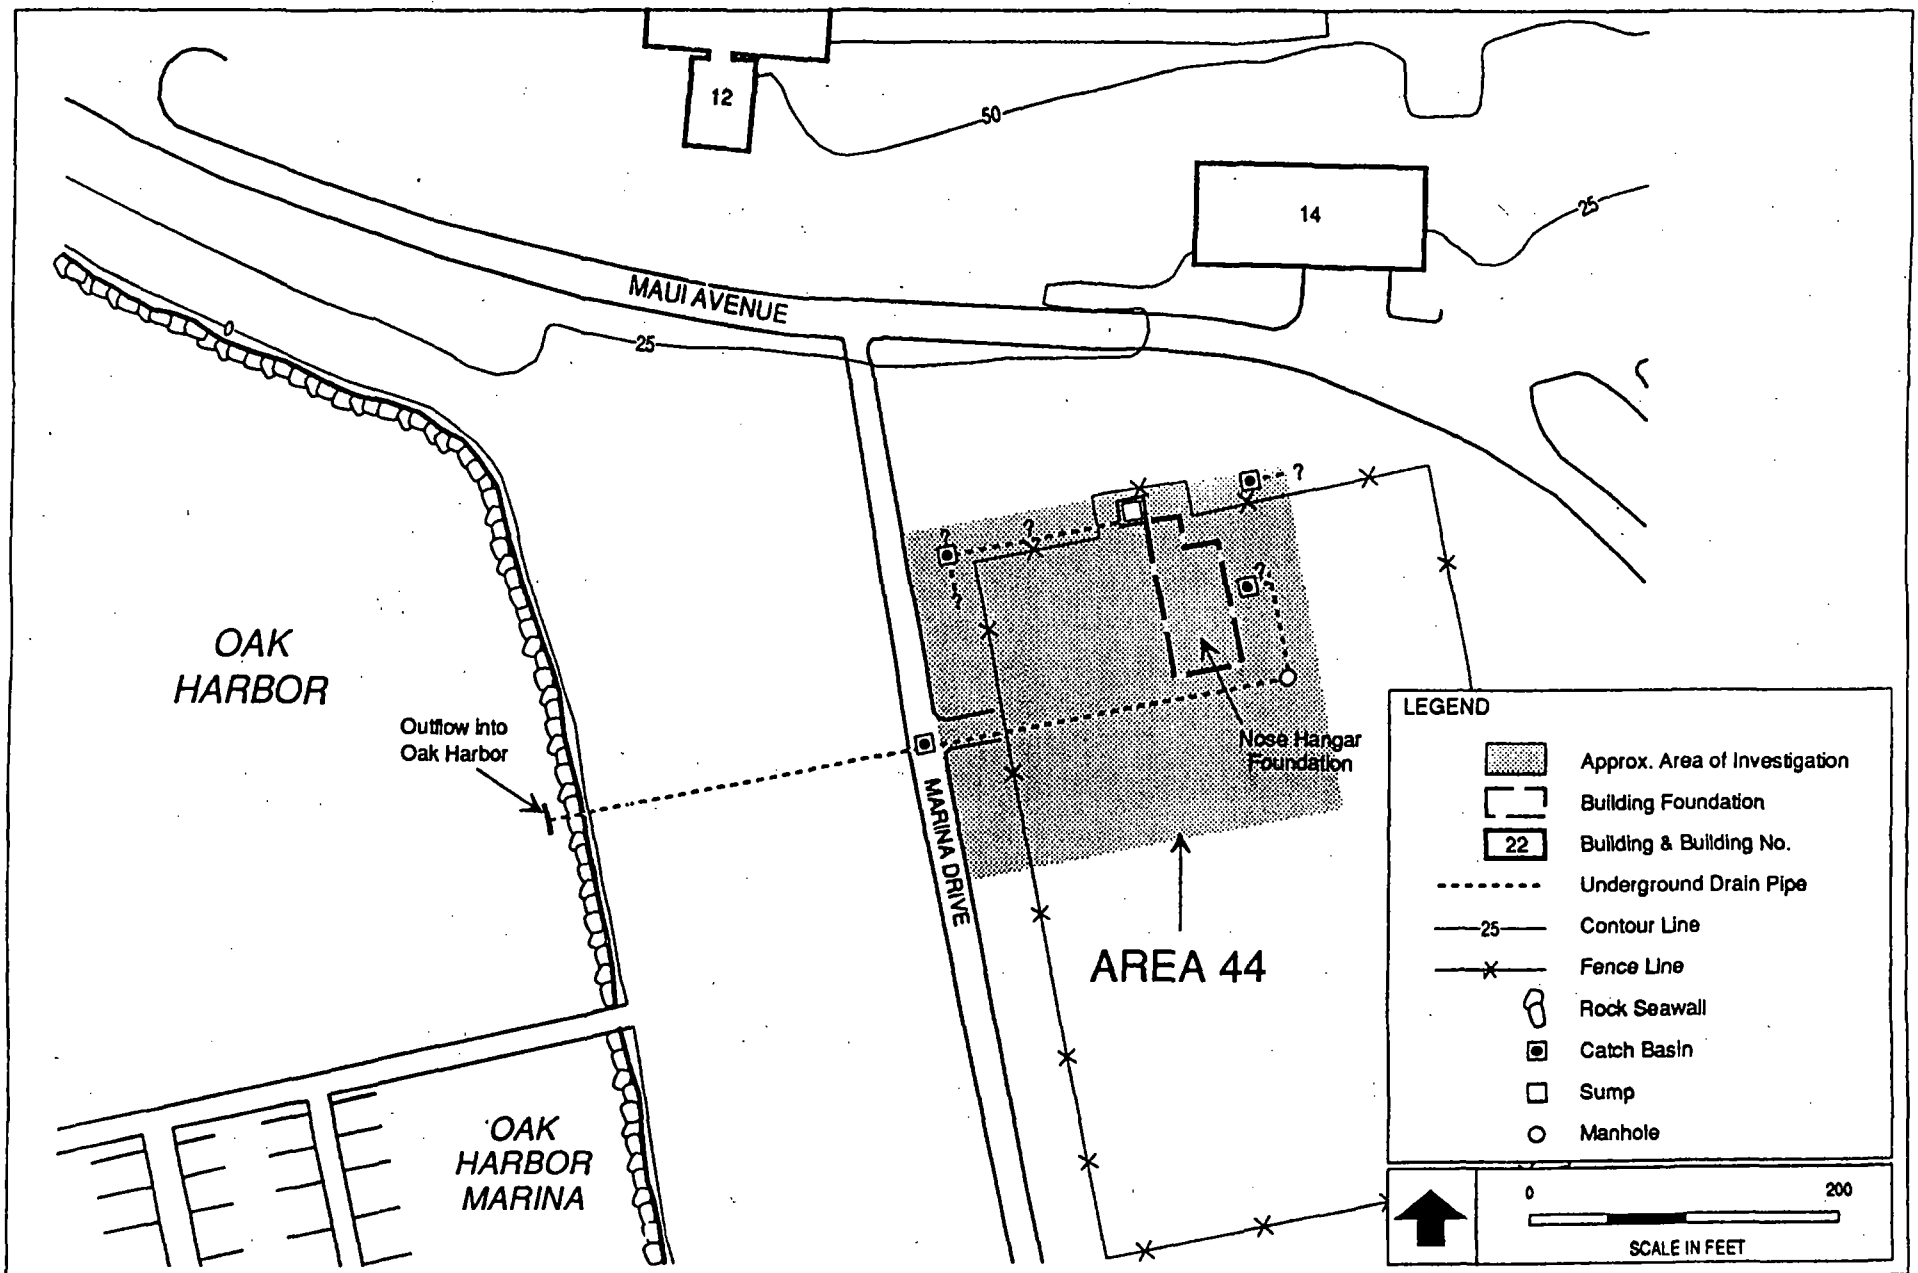 12
50
14
25
MAUI AVENUE
0
25
?
?
?
?
?
OAK
HARBOR
Outflow into
Oak Harbor
Nose Hangar
Foundation
MARINA DRIVE
AREA 44
OAK
HARBOR
MARINA
LEGEND
Approx. Area of Investigation
Building Foundation
22 Building & Building No.
Underground Drain Pipe
25 Contour Line
Fence Line
Rock Seawall
Catch Basin
Sump
Manhole
0 200
SCALE IN FEET